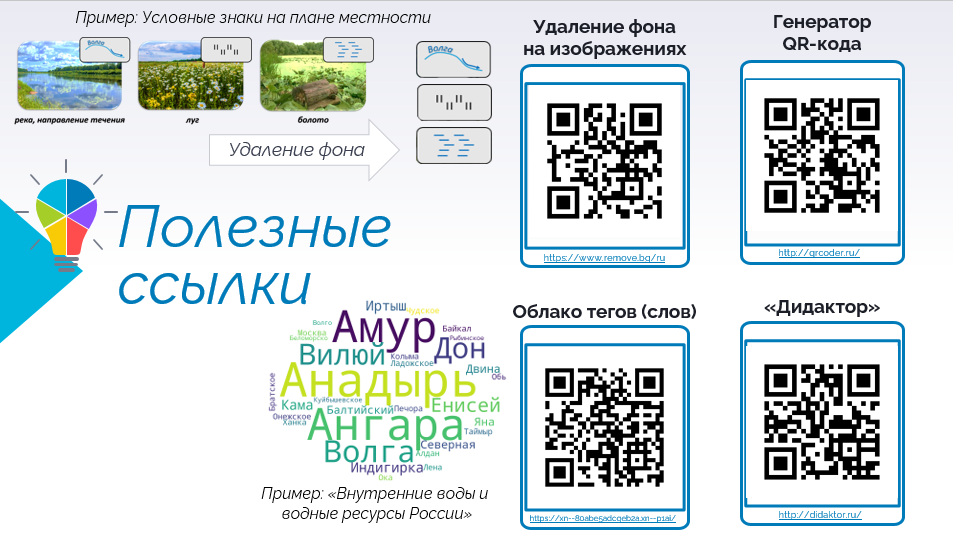 Пример: Условные знаки на плане местности
Волга
река, направление течения
луг
болото
Волга
Удаление фона
Полезные
ссылки
Удаление фона
на изображениях
https://www.remove.bg/ru
Генератор
QR-кода
http://qrcoder.ru/
Облако тегов (слов)
https://xn--80abe5adcqeb2a.xn--p1ai/
«Дидактор»
http://didaktor.ru/
Иртыш
Чудское
Волго
Амур
Байкал
Москва
Рыбинское
Беломорска
Вилюй
Колыма
Дон
Ладожское
Двина
Анадырь
Обь
Братское
Куйбышевское
Кама
Балтийский
Печора
Енисей
Онежское
Ханка
Ангара
Яна
Таймыр
Волга
Северная
Алдан
Индигирка
Лена
Ока
Пример: «Внутренние воды и
водные ресурсы России»